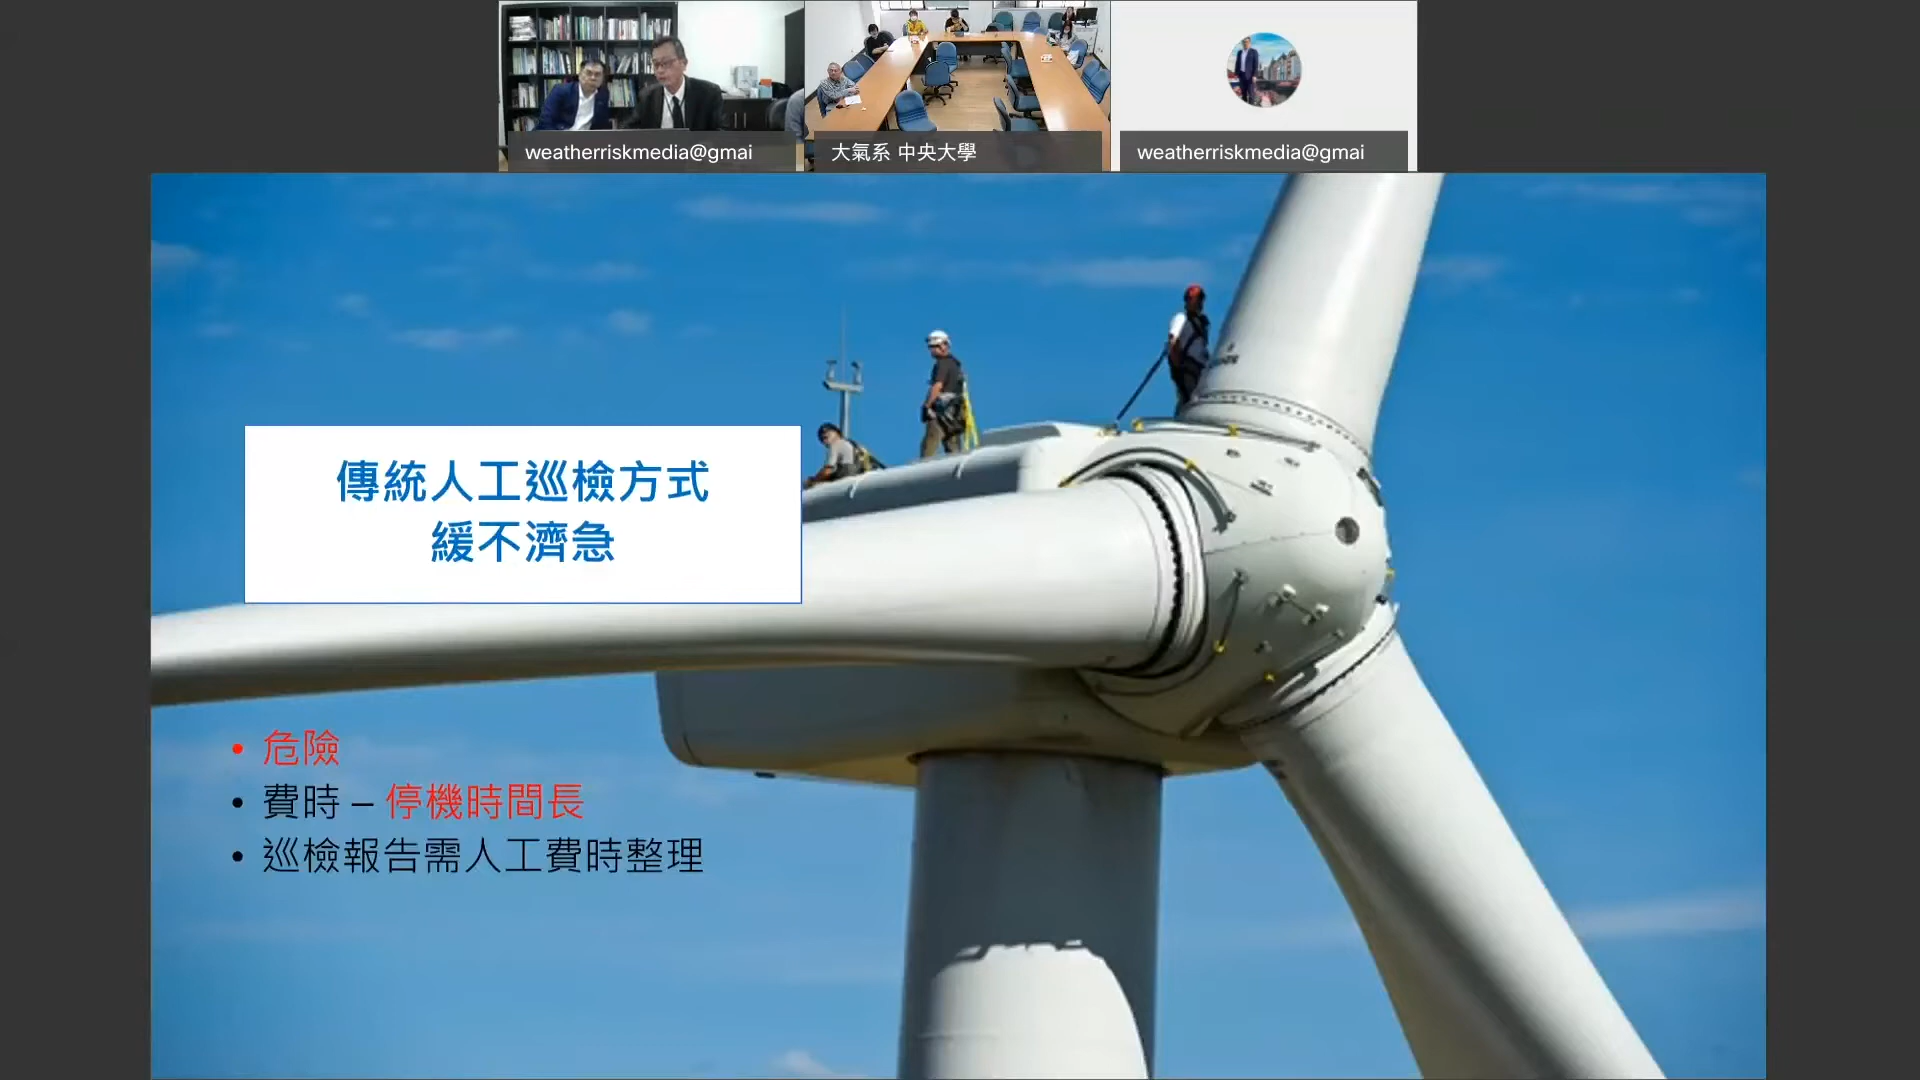 weatherriskmedia@gmai
大氣系 中央大學
weatherriskmedia@gmai
傳統人工巡檢方式
緩不濟急
• 危險
• 費時 – 停機時間長
• 巡檢報告需人工費時整理